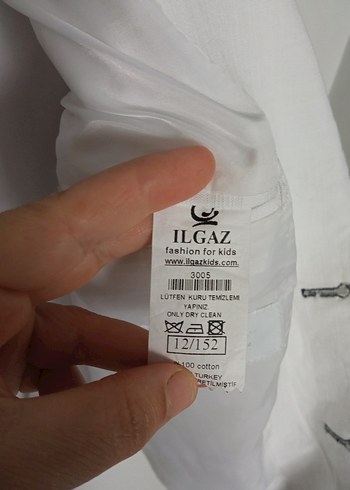 ILGAZ
fashion for kids
www.ilgazkids.com
3005
LÜTFEN KURU TEMİZLEMİ
YAPINIZ
ONLY DRY CLEAN
12/152
100 cotton
TURKEY